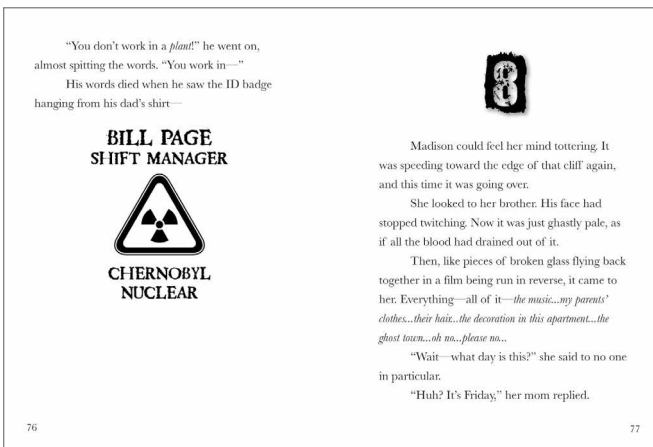 “You don’t work in a plant!” he went on,
almost spitting the words. “You work in—”
His words died when he saw the ID badge
hanging from his dad’s shirt—
BILL PAGE
SHIFT MANAGER
CHERNOBYL
NUCLEAR
76
8
Madison could feel her mind tottering. It
was speeding toward the edge of that cliff again,
and this time it was going over.
She looked to her brother. His face had
stopped twitching. Now it was just ghastly pale, as
if all the blood had drained out of it.
Then, like pieces of broken glass flying back
together in a film being run in reverse, it came to
her. Everything—all of it—the music...my parents’
clothes...their hair...the decoration in this apartment...the
ghost town...oh no...please no...
“Wait—what day is this?” she said to no one
in particular.
“Huh? It’s Friday,” her mom replied.
77